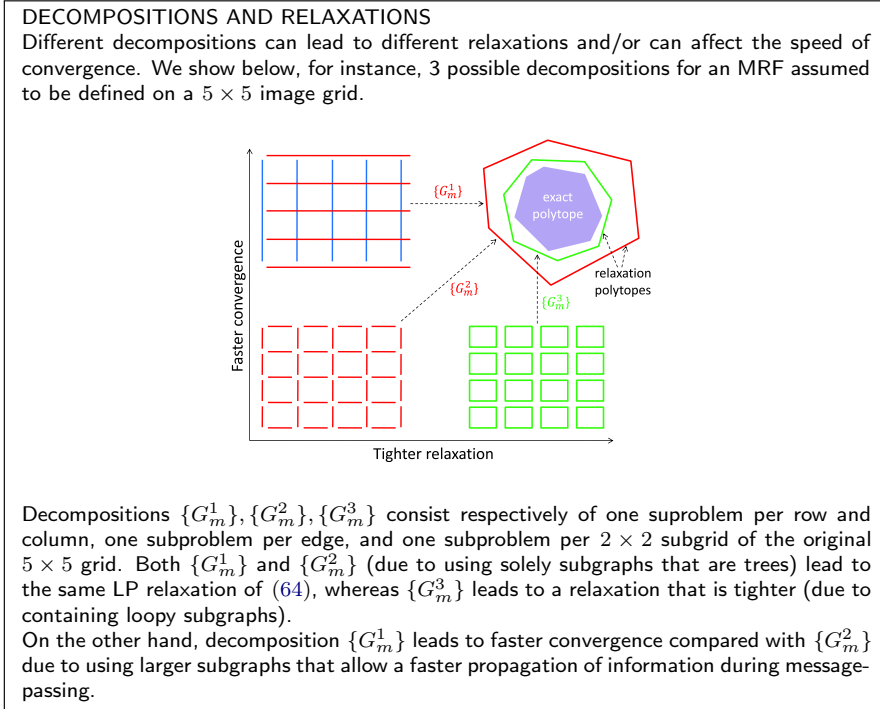 DECOMPOSITIONS AND RELAXATIONS
Different decompositions can lead to different relaxations and/or can affect the speed of
convergence. We show below, for instance, 3 possible decompositions for an MRF assumed
to be defined on a 5 × 5 image grid.
{G¹ₘ}
exact
polytope
relaxation
polytopes
{G²ₘ}
{G³ₘ}
Faster convergence
Tighter relaxation
Decompositions {G¹ₘ}, {G²ₘ}, {G³ₘ} consist respectively of one suproblem per row and
column, one subproblem per edge, and one subproblem per 2 × 2 subgrid of the original
5 × 5 grid. Both {G¹ₘ} and {G²ₘ} (due to using solely subgraphs that are trees) lead to
the same LP relaxation of (64), whereas {G³ₘ} leads to a relaxation that is tighter (due to
containing loopy subgraphs).
On the other hand, decomposition {G¹ₘ} leads to faster convergence compared with {G²ₘ}
due to using larger subgraphs that allow a faster propagation of information during message-
passing.